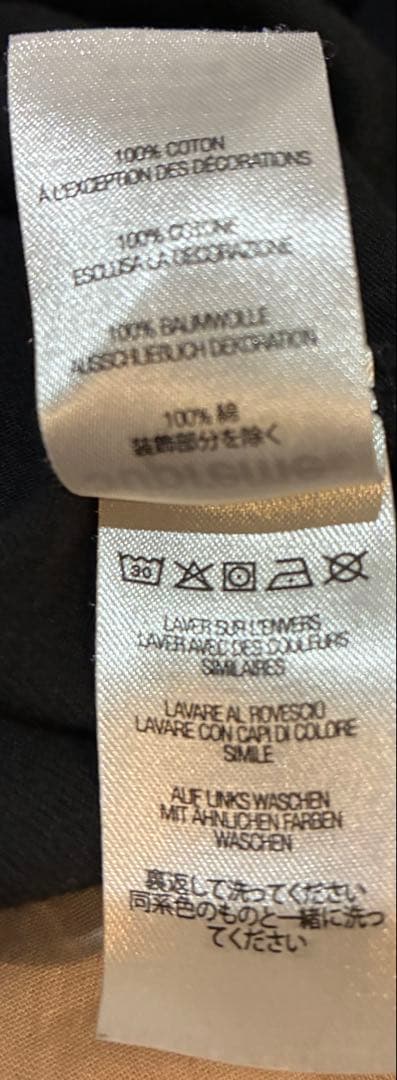 100% COTON
À L'EXCEPTION DES DÉCORATIONS
100% COTONE
ESCLUSA LA DECORAZIONE
100% BAUMWOLLE
AUSSCHLIEßLICH DEKORATION
100% 綿
装飾部分を除く
30
LAVER SUR L'ENVERS
LAVER AVEC DES COULEURS
SIMILAIRES
LAVARE AL ROVESCIO
LAVARE CON CAPI DI COLORE
SIMILE
AUF LINKS WASCHEN
MIT ÄHNLICHEN FARBEN
WASCHEN
裏返して洗ってください
同系色のものと一緒に洗っ
てください